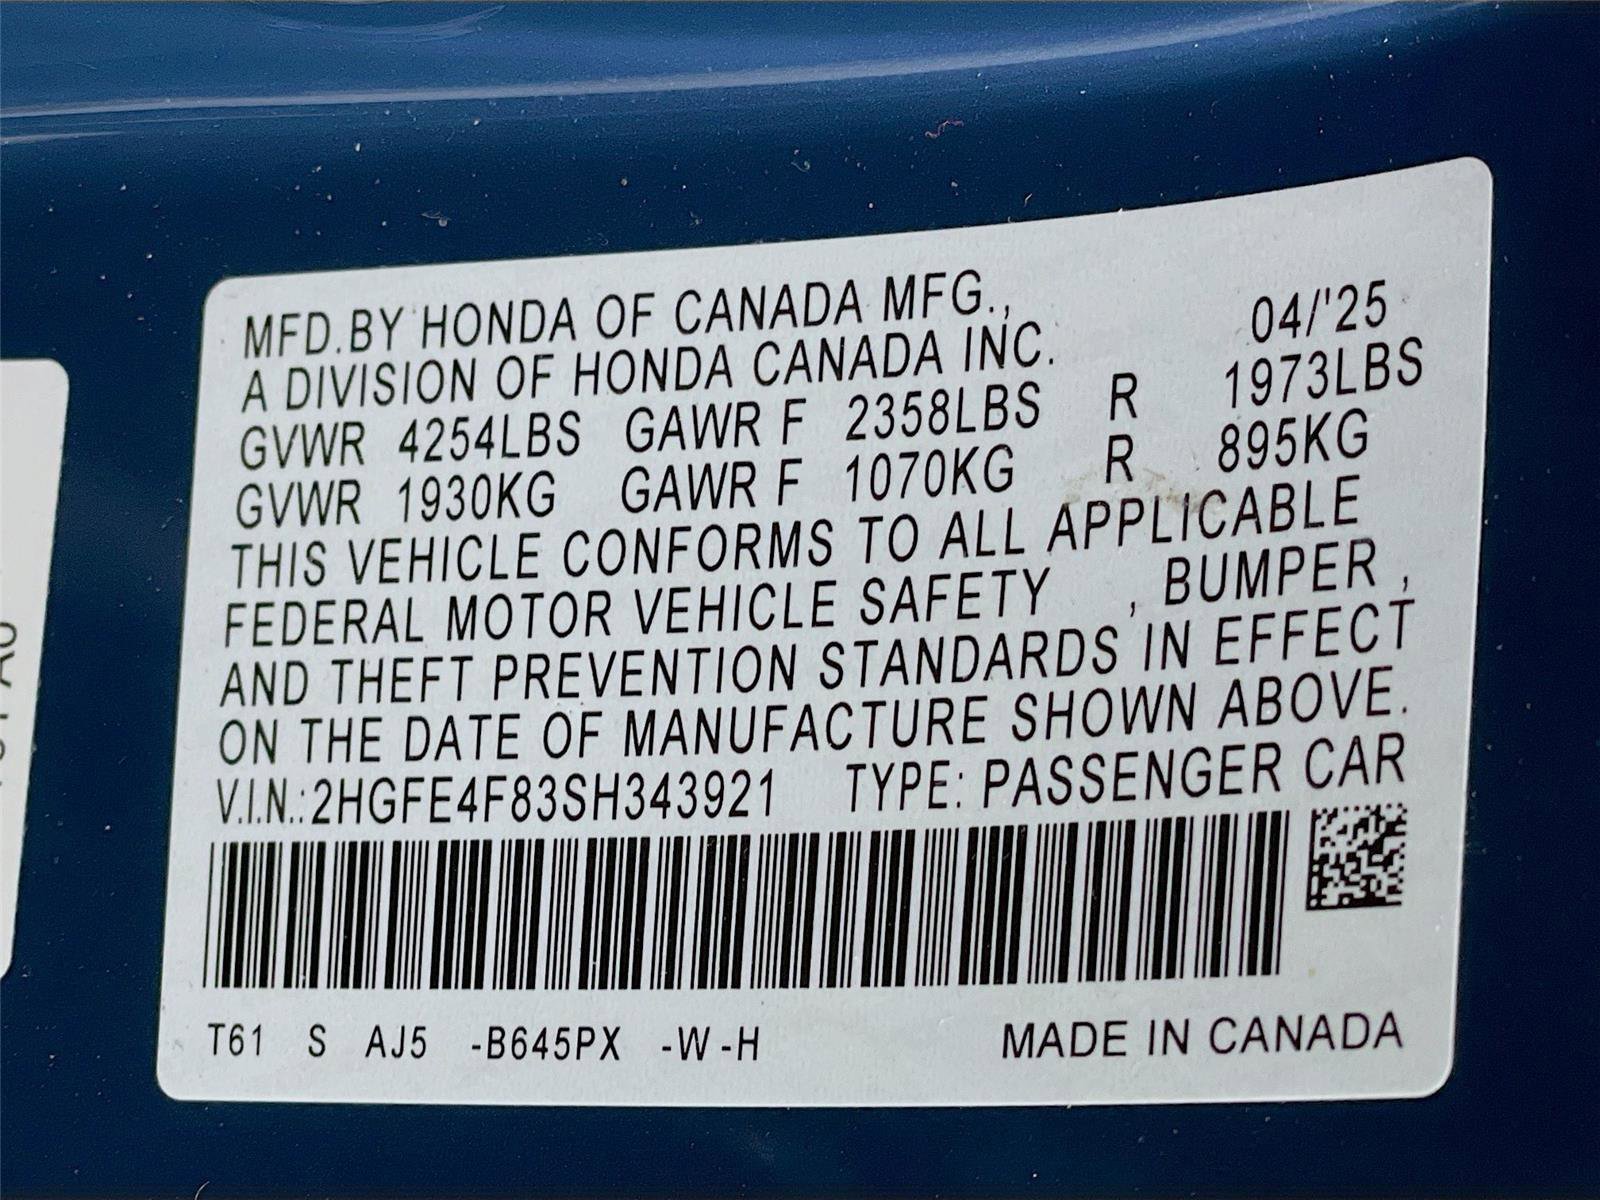 MFD.BY HONDA OF CANADA MFG.,
A DIVISION OF HONDA CANADA INC. 04/'25
GVWR 4254LBS GAWR F 2358LBS R 1973LBS
GVWR 1930KG GAWR F 1070KG R 895KG
THIS VEHICLE CONFORMS TO ALL APPLICABLE
FEDERAL MOTOR VEHICLE SAFETY , BUMPER ,
AND THEFT PREVENTION STANDARDS IN EFFECT
ON THE DATE OF MANUFACTURE SHOWN ABOVE.
V.I.N.:2HGFE4F83SH343921 TYPE: PASSENGER CAR
T61 S AJ5 -B645PX -W -H MADE IN CANADA